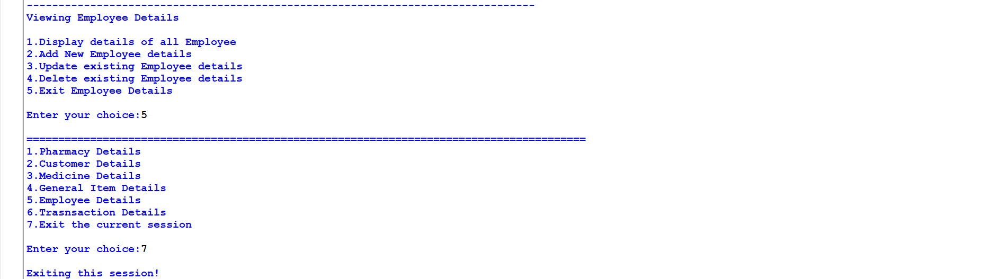 --------------------------------------------------------------------------------
Viewing Employee Details
1.Display details of all Employee
2.Add New Employee details
3.Update existing Employee details
4.Delete existing Employee details
5.Exit Employee Details
Enter your choice:5
========================================================================================
1.Pharmacy Details
2.Customer Details
3.Medicine Details
4.General Item Details
5.Employee Details
6.Trasnsaction Details
7.Exit the current session
Enter your choice:7
Exiting this session!